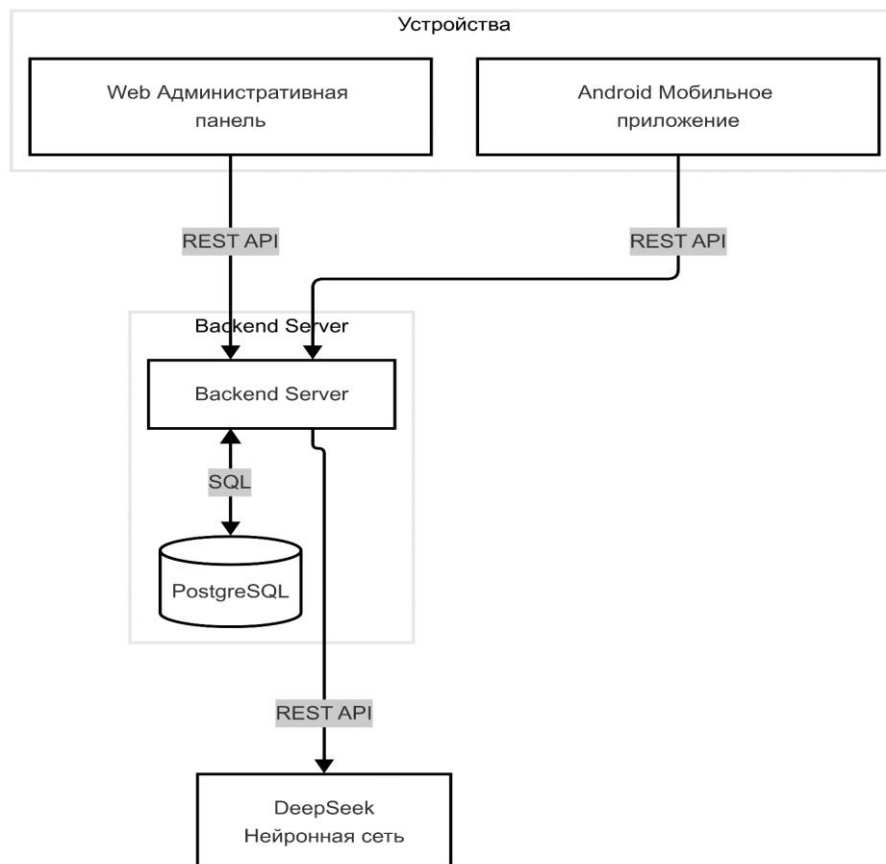 Устройства
Web Административная
панель
Android Мобильное
приложение
REST API
REST API
Backend Server
Backend Server
SQL
PostgreSQL
REST API
DeepSeek
Нейронная сеть